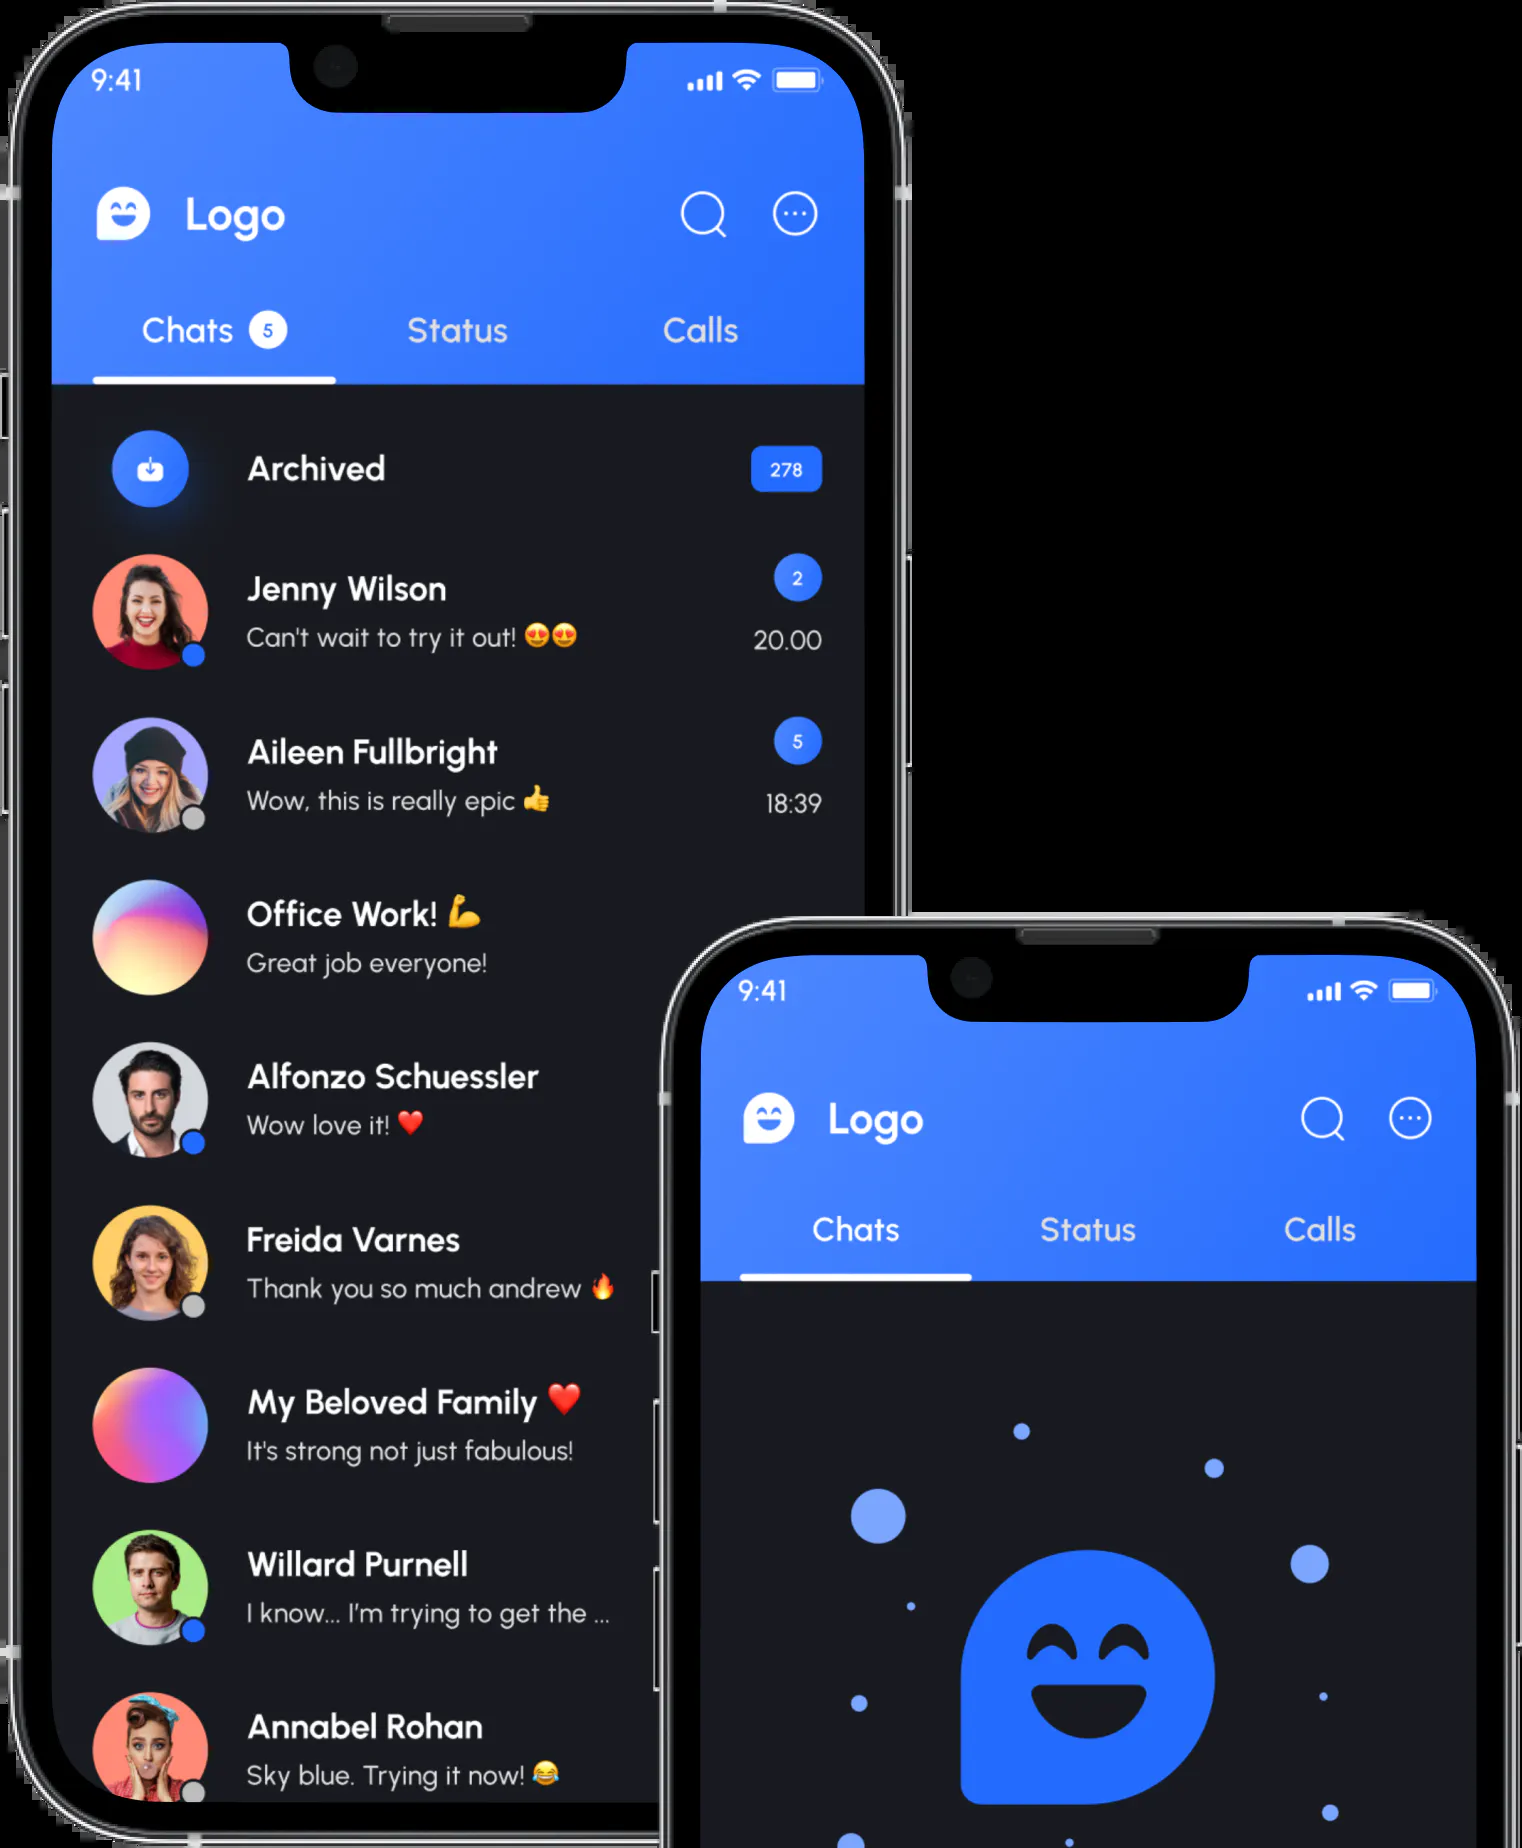 9:41
Logo
Chats 5 Status Calls
Archived 278
Jenny Wilson 2
Can't wait to try it out! 😍😍 20.00
Aileen Fullbright 5
Wow, this is really epic 👍 18:39
Office Work! 💪
Great job everyone!
Alfonzo Schuessler
Wow love it! ❤️
Freida Varnes
Thank you so much andrew 🔥
My Beloved Family ❤️
It's strong not just fabulous!
Willard Purnell
I know... I'm trying to get the ...
Annabel Rohan
Sky blue. Trying it now! 😂
9:41
Logo
Chats Status Calls